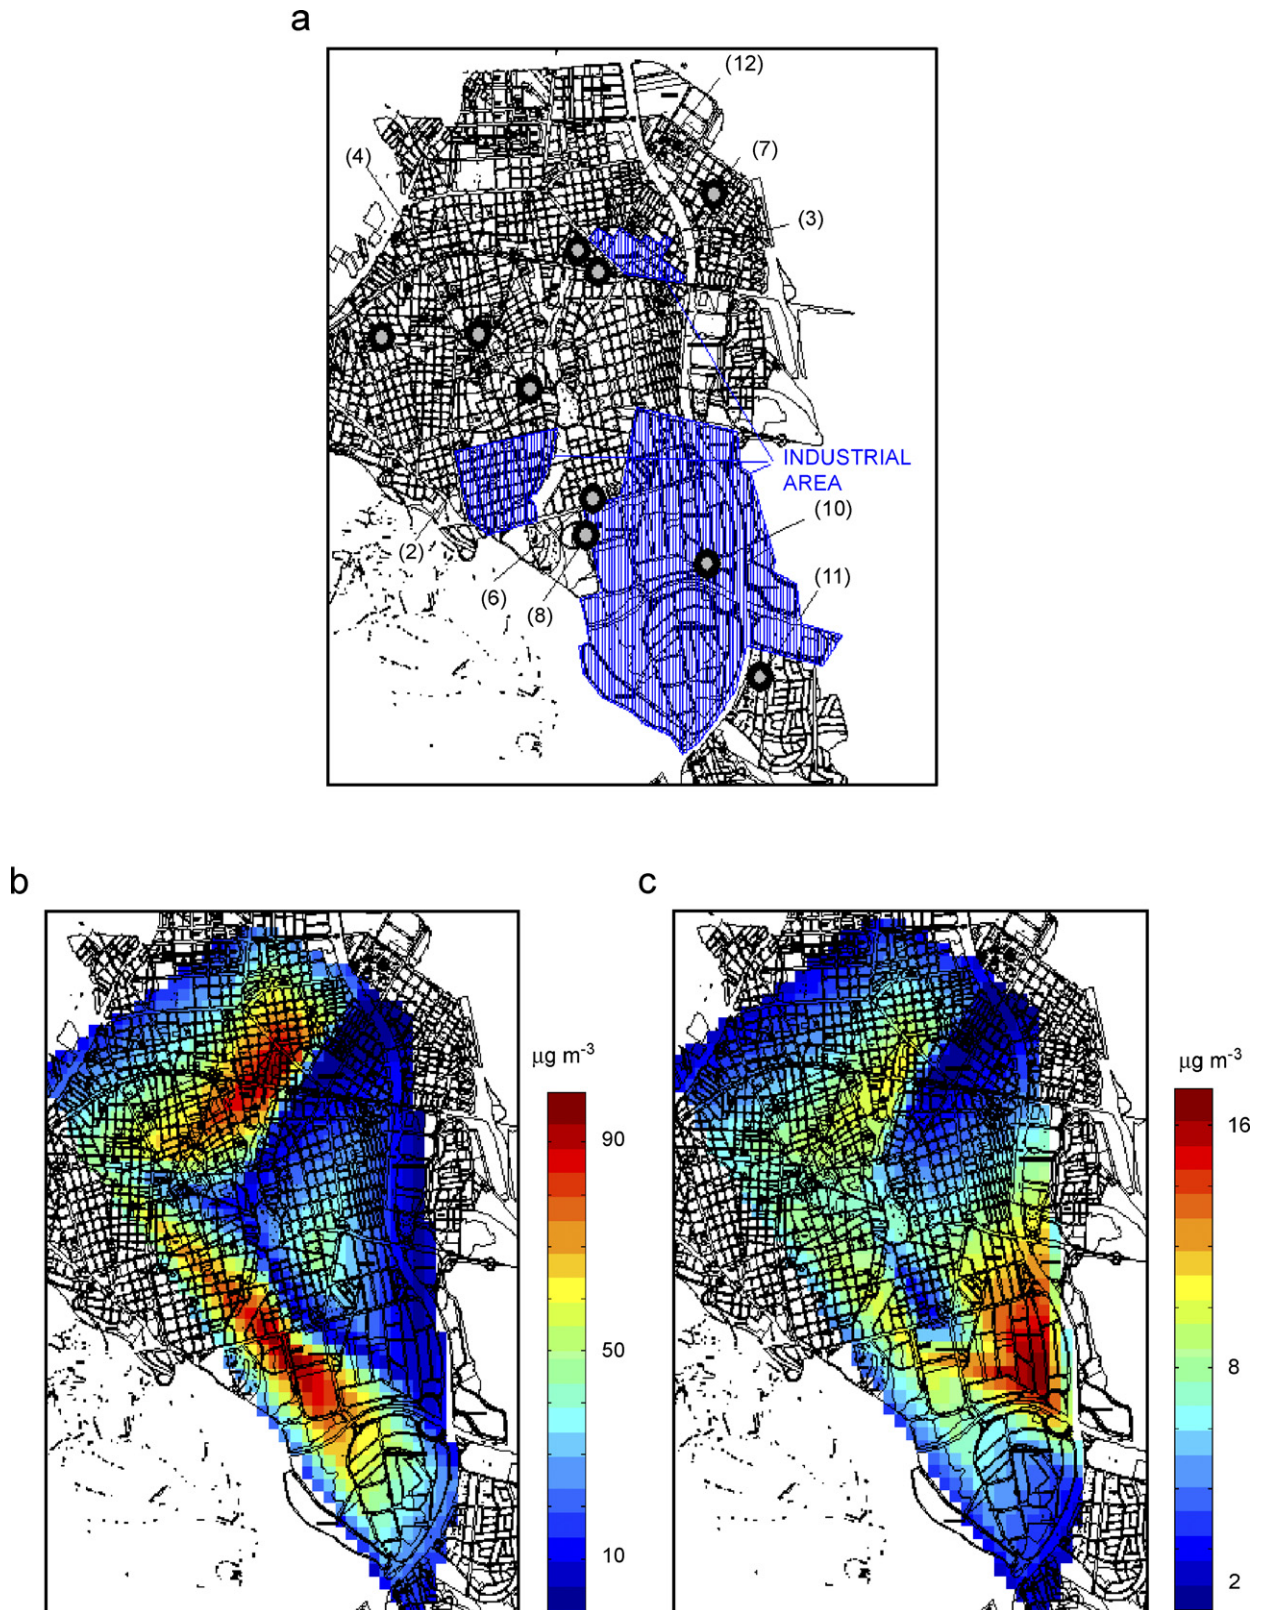 a
(12)
(7)
(4)
(3)
INDUSTRIAL
AREA
(10)
(2)
(11)
(6)
(8)
b
c
μg m-3
90
50
10
μg m-3
16
8
2